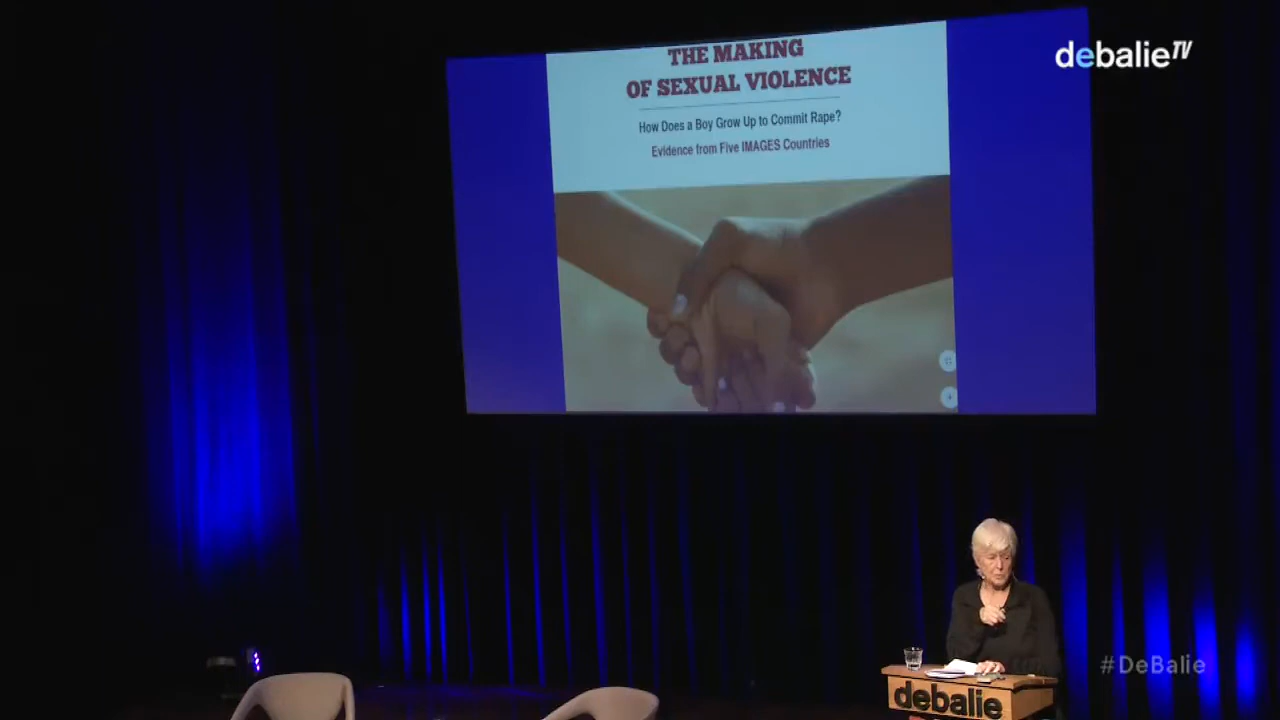 THE MAKING
OF SEXUAL VIOLENCE
How Does a Boy Grow Up to Commit Rape?
Evidence from Five IMAGES Countries
debalieTV
#DeBalie
debalie